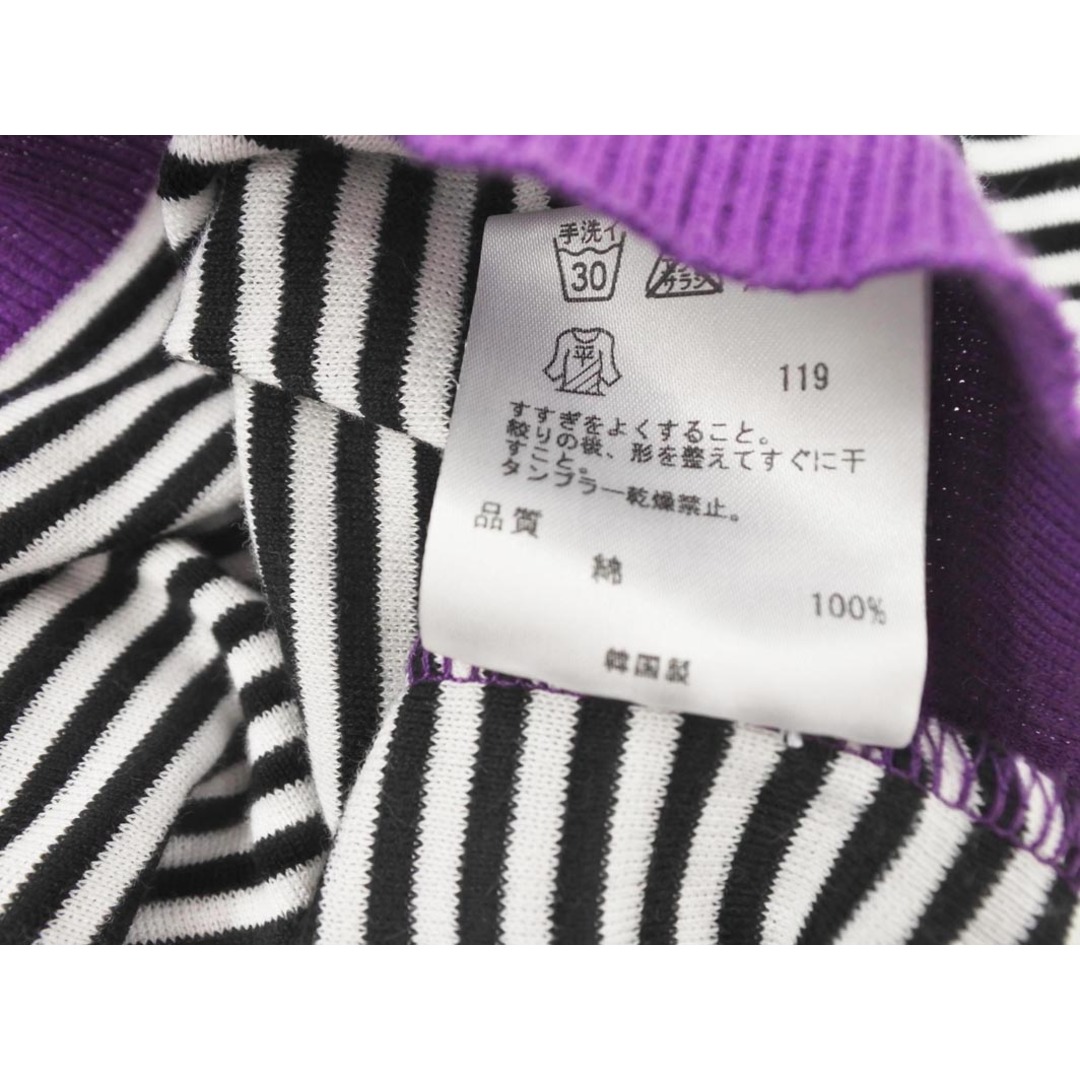 手洗イ
30
平
119
すすぎをよくすること。
絞りの後、形を整えてすぐに干
すこと。
タンブラー乾燥禁止。
品質
綿
100%
韓国製